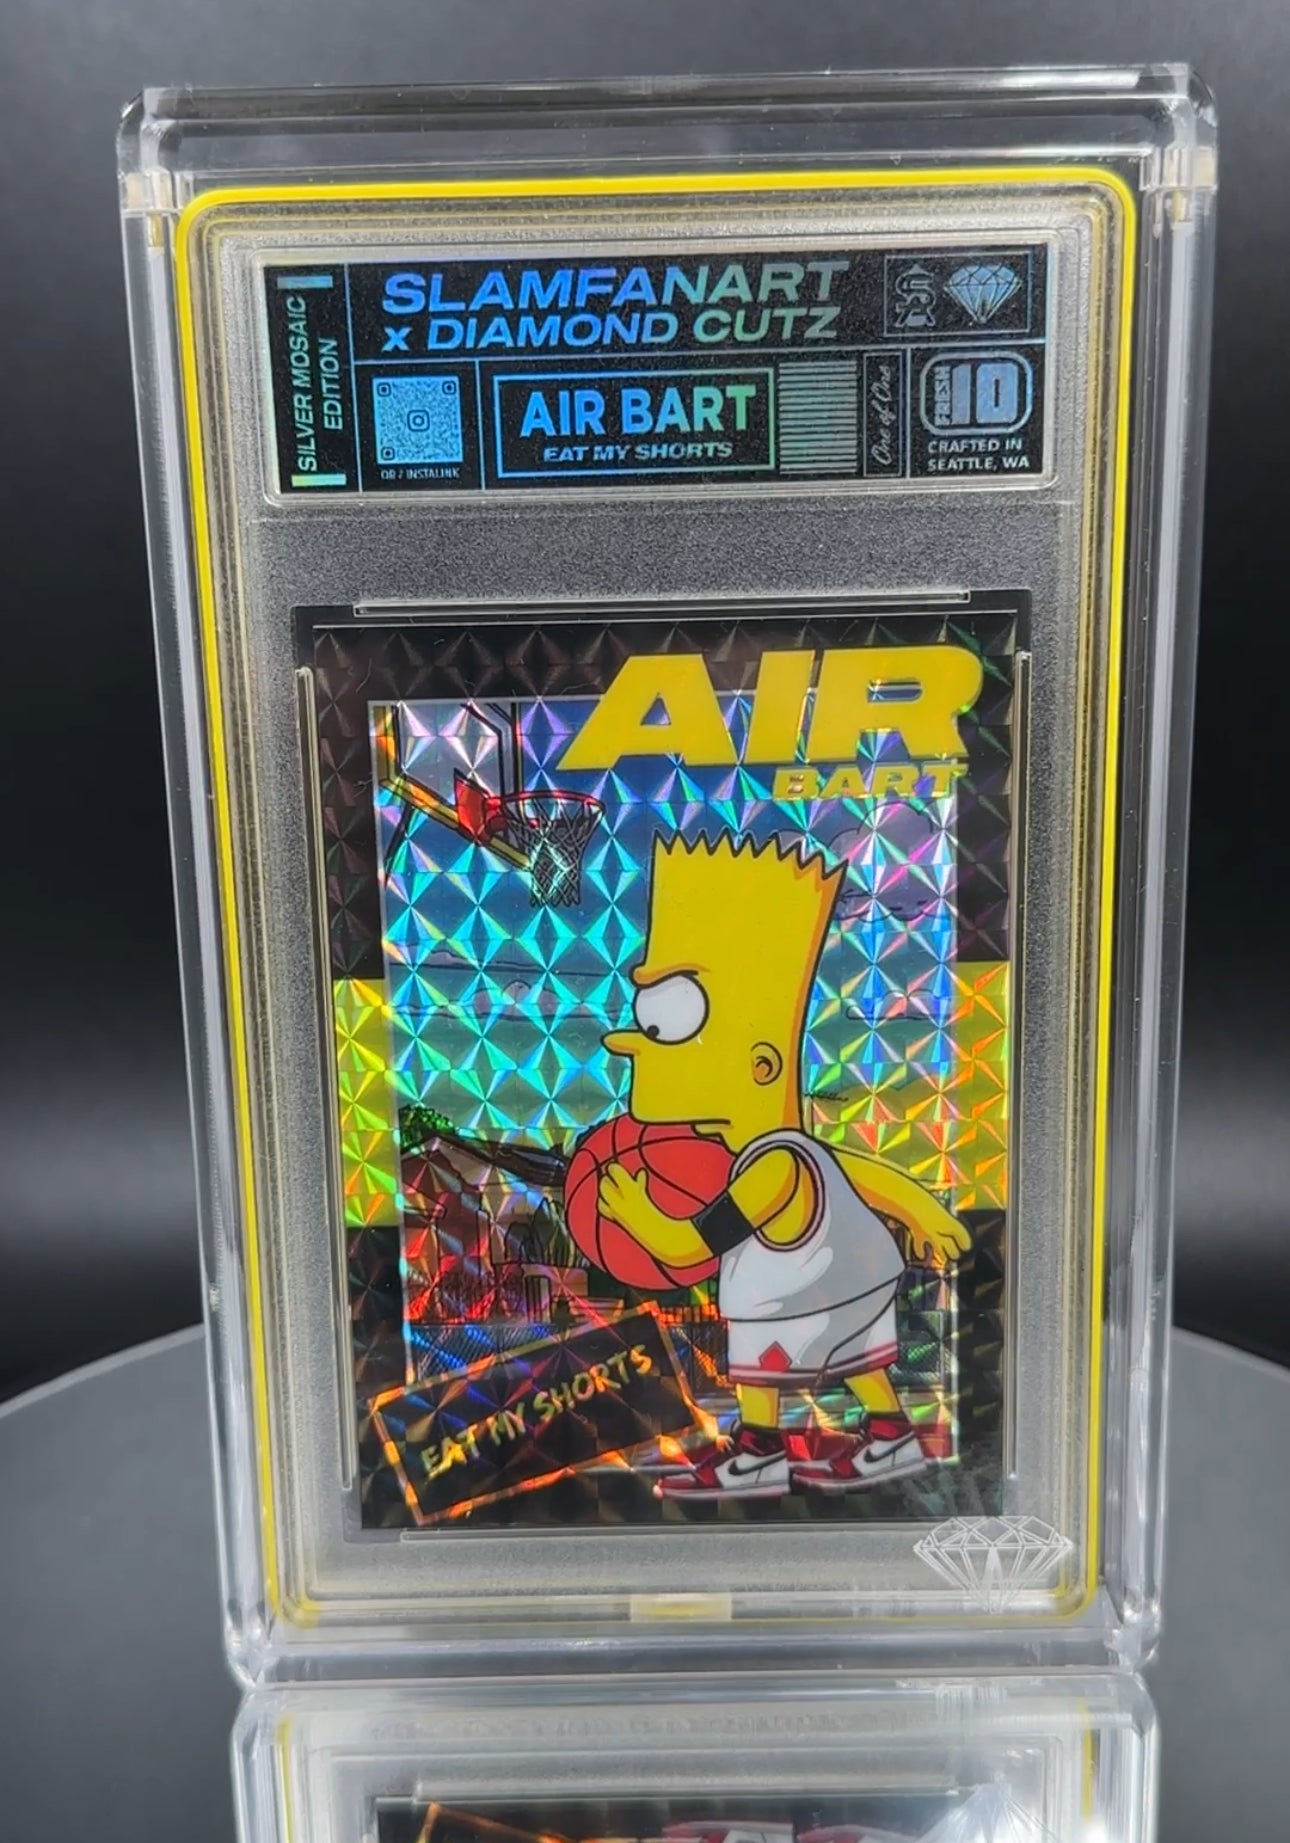 SILVER MOSAIC
EDITION
SLAMFANART
x DIAMOND CUTZ
QR / INSTALINK
AIR BART
EAT MY SHORTS
One of One
FRESH
10
CRAFTED IN
SEATTLE, WA
AIR
BART
EAT MY SHORTS